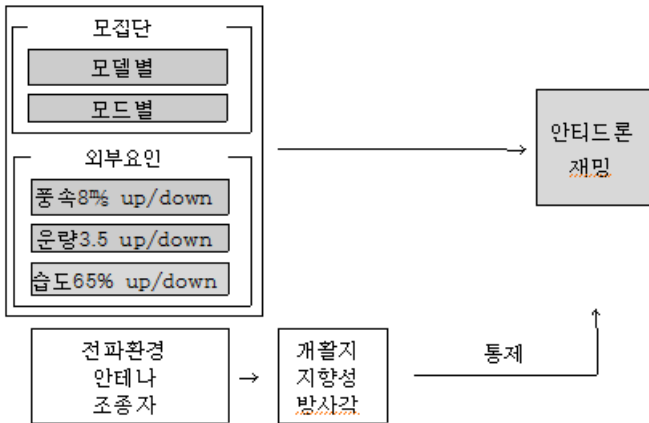 모집단
모델별
모드별
외부요인
풍속8㎧ up/down
운량3.5 up/down
습도65% up/down
안티드론
재밍
전파환경
안테나
조종자
개활지
지향성
방사각
통제